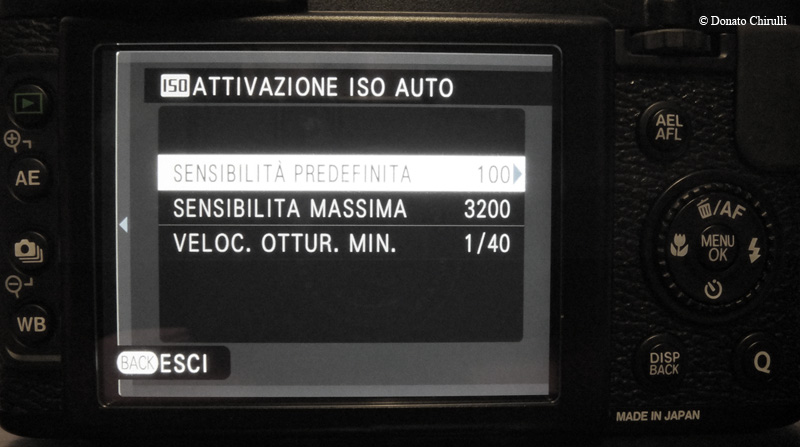 © Donato Chirulli
ISO ATTIVAZIONE ISO AUTO
SENSIBILITÀ PREDEFINITA 100
SENSIBILITA MASSIMA 3200
VELOC. OTTUR. MIN. 1/40
BACK ESCI
AE
WB
AEL
AFL
/AF
MENU
OK
DISP
BACK
Q
MADE IN JAPAN